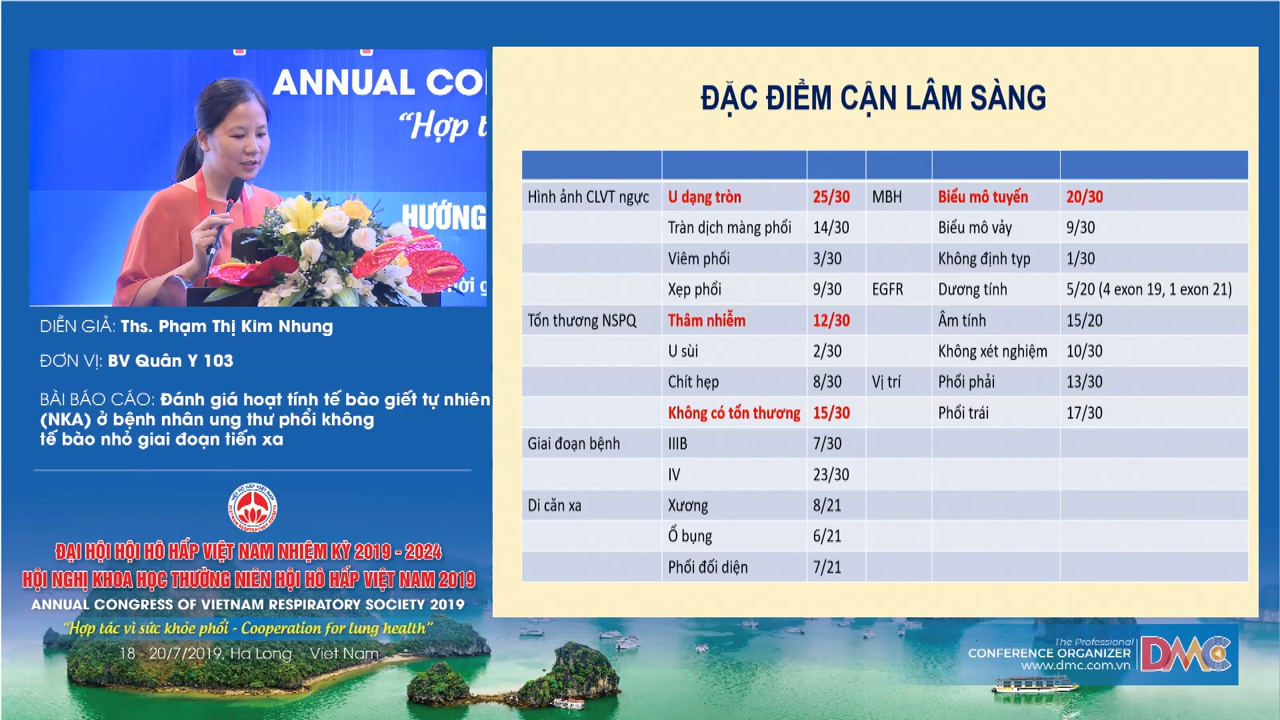 ANNUAL CO
“Hợp t
HƯỚNG
ời g
DIỄN GIẢ: Ths. Phạm Thị Kim Nhung
ĐƠN VỊ: BV Quân Y 103
BÀI BÁO CÁO: Đánh giá hoạt tính tế bào giết tự nhiên
(NKA) ở bệnh nhân ung thư phổi không
tế bào nhỏ giai đoạn tiến xa
ĐẠI HỘI HỘI HÔ HẤP VIỆT NAM NHIỆM KỲ 2019 - 2024
HỘI NGHỊ KHOA HỌC THƯỜNG NIÊN HỘI HÔ HẤP VIỆT NAM 2019
ANNUAL CONGRESS OF VIETNAM RESPIRATORY SOCIETY 2019
“Hợp tác vì sức khỏe phổi - Cooperation for lung health”
18 - 20/7/2019, Ha Long Viet Nam
ĐẶC ĐIỂM CẬN LÂM SÀNG
Hình ảnh CLVT ngực U dạng tròn 25/30 MBH Biểu mô tuyến 20/30
Tràn dịch màng phổi 14/30 Biểu mô vảy 9/30
Viêm phổi 3/30 Không định typ 1/30
Xẹp phổi 9/30 EGFR Dương tính 5/20 (4 exon 19, 1 exon 21)
Tổn thương NSPQ Thâm nhiễm 12/30 Âm tính 15/20
U sùi 2/30 Không xét nghiệm 10/30
Chít hẹp 8/30 Vị trí Phổi phải 13/30
Không có tổn thương 15/30 Phổi trái 17/30
Giai đoạn bệnh IIIB 7/30
IV 23/30
Di căn xa Xương 8/21
Ổ bụng 6/21
Phổi đối diện 7/21
The Professional
CONFERENCE ORGANIZER
www.dmc.com.vn
DMC